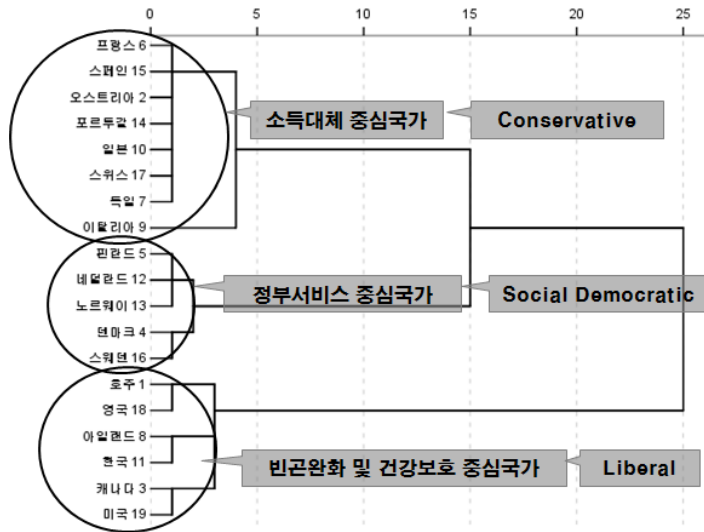 0 5 10 15 20 25
프랑스 6
스페인 15
오스트리아 2
소득대체 중심국가 Conservative
포르투갈 14
일본 10
스위스 17
독일 7
이탈리아 9
핀란드 5
네덜란드 12
정부서비스 중심국가 Social Democratic
노르웨이 13
덴마크 4
스웨덴 16
호주 1
영국 18
아일랜드 8
한국 11
빈곤완화 및 건강보호 중심국가 Liberal
캐나다 3
미국 19